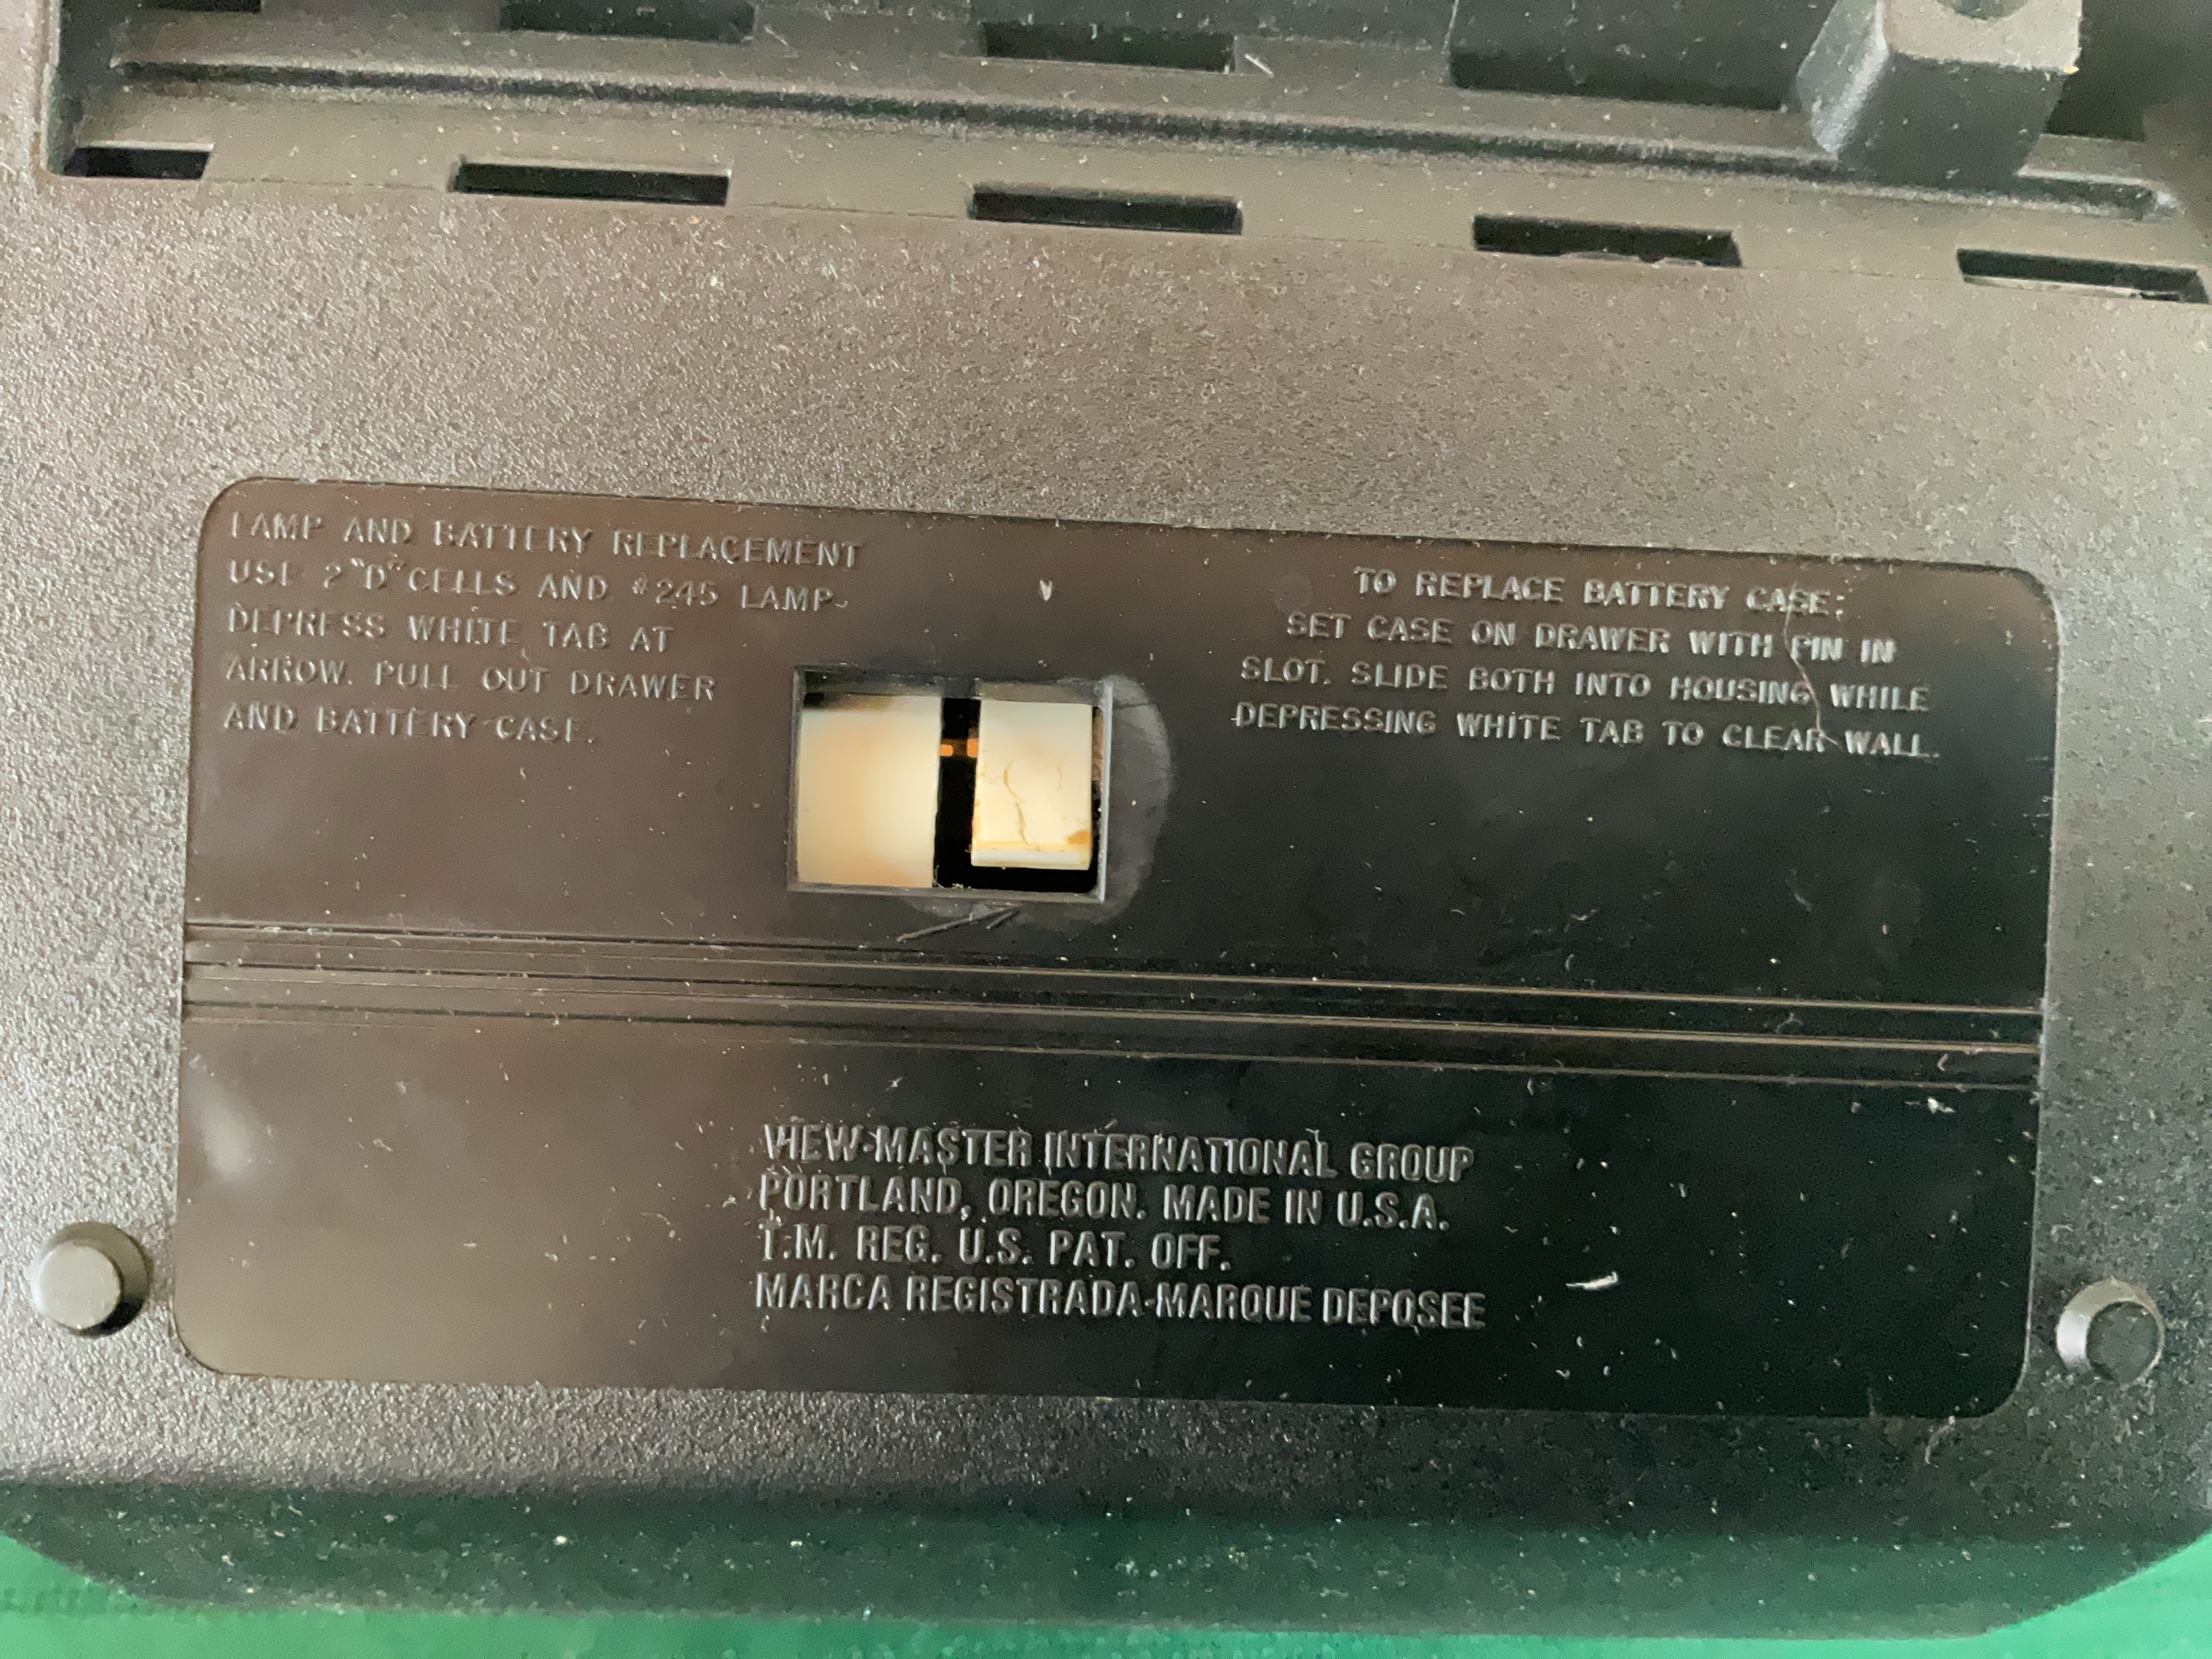 LAMP AND BATTERY REPLACEMENT
USE 2 "D" CELLS AND #245 LAMP.
DEPRESS WHITE TAB AT
ARROW. PULL OUT DRAWER
AND BATTERY CASE.
TO REPLACE BATTERY CASE:
SET CASE ON DRAWER WITH PIN IN
SLOT. SLIDE BOTH INTO HOUSING WHILE
DEPRESSING WHITE TAB TO CLEAR WALL.
VIEW-MASTER INTERNATIONAL GROUP
PORTLAND, OREGON. MADE IN U.S.A.
T.M. REG. U.S. PAT. OFF.
MARCA REGISTRADA-MARQUE DEPOSEE